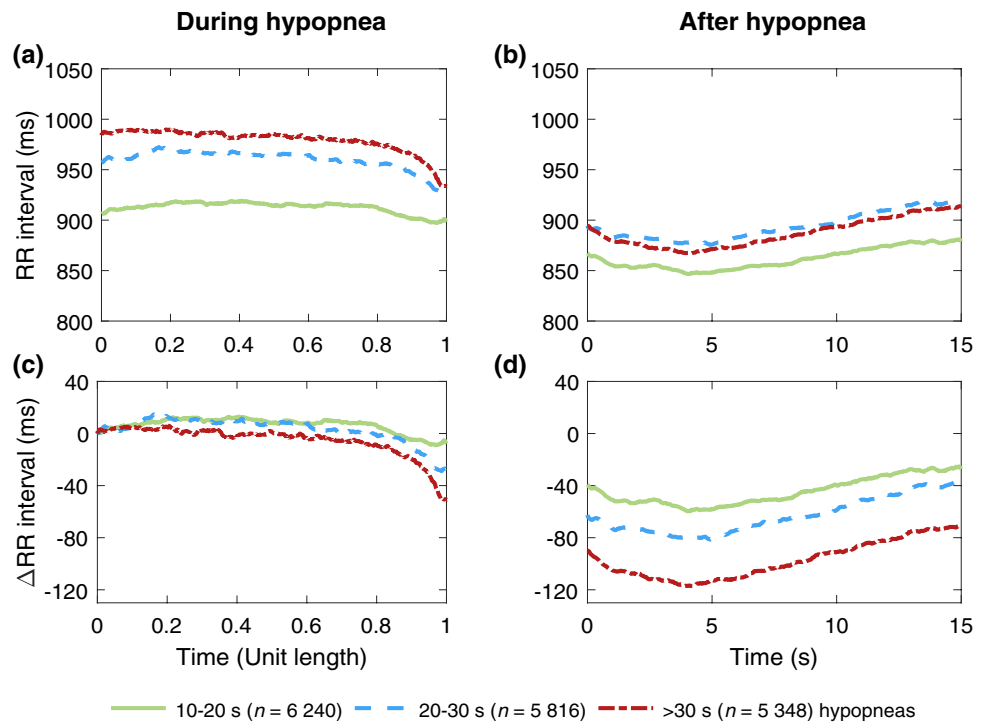 During hypopnea
After hypopnea
(a)
(b)
1050
1000
950
900
850
800
RR interval (ms)
0 0.2 0.4 0.6 0.8 1
1050
1000
950
900
850
800
0 5 10 15
(c)
(d)
40
0
-40
-80
-120
ΔRR interval (ms)
0 0.2 0.4 0.6 0.8 1
Time (Unit length)
40
0
-40
-80
-120
0 5 10 15
Time (s)
10-20 s (n = 6 240) 20-30 s (n = 5 816) >30 s (n = 5 348) hypopneas